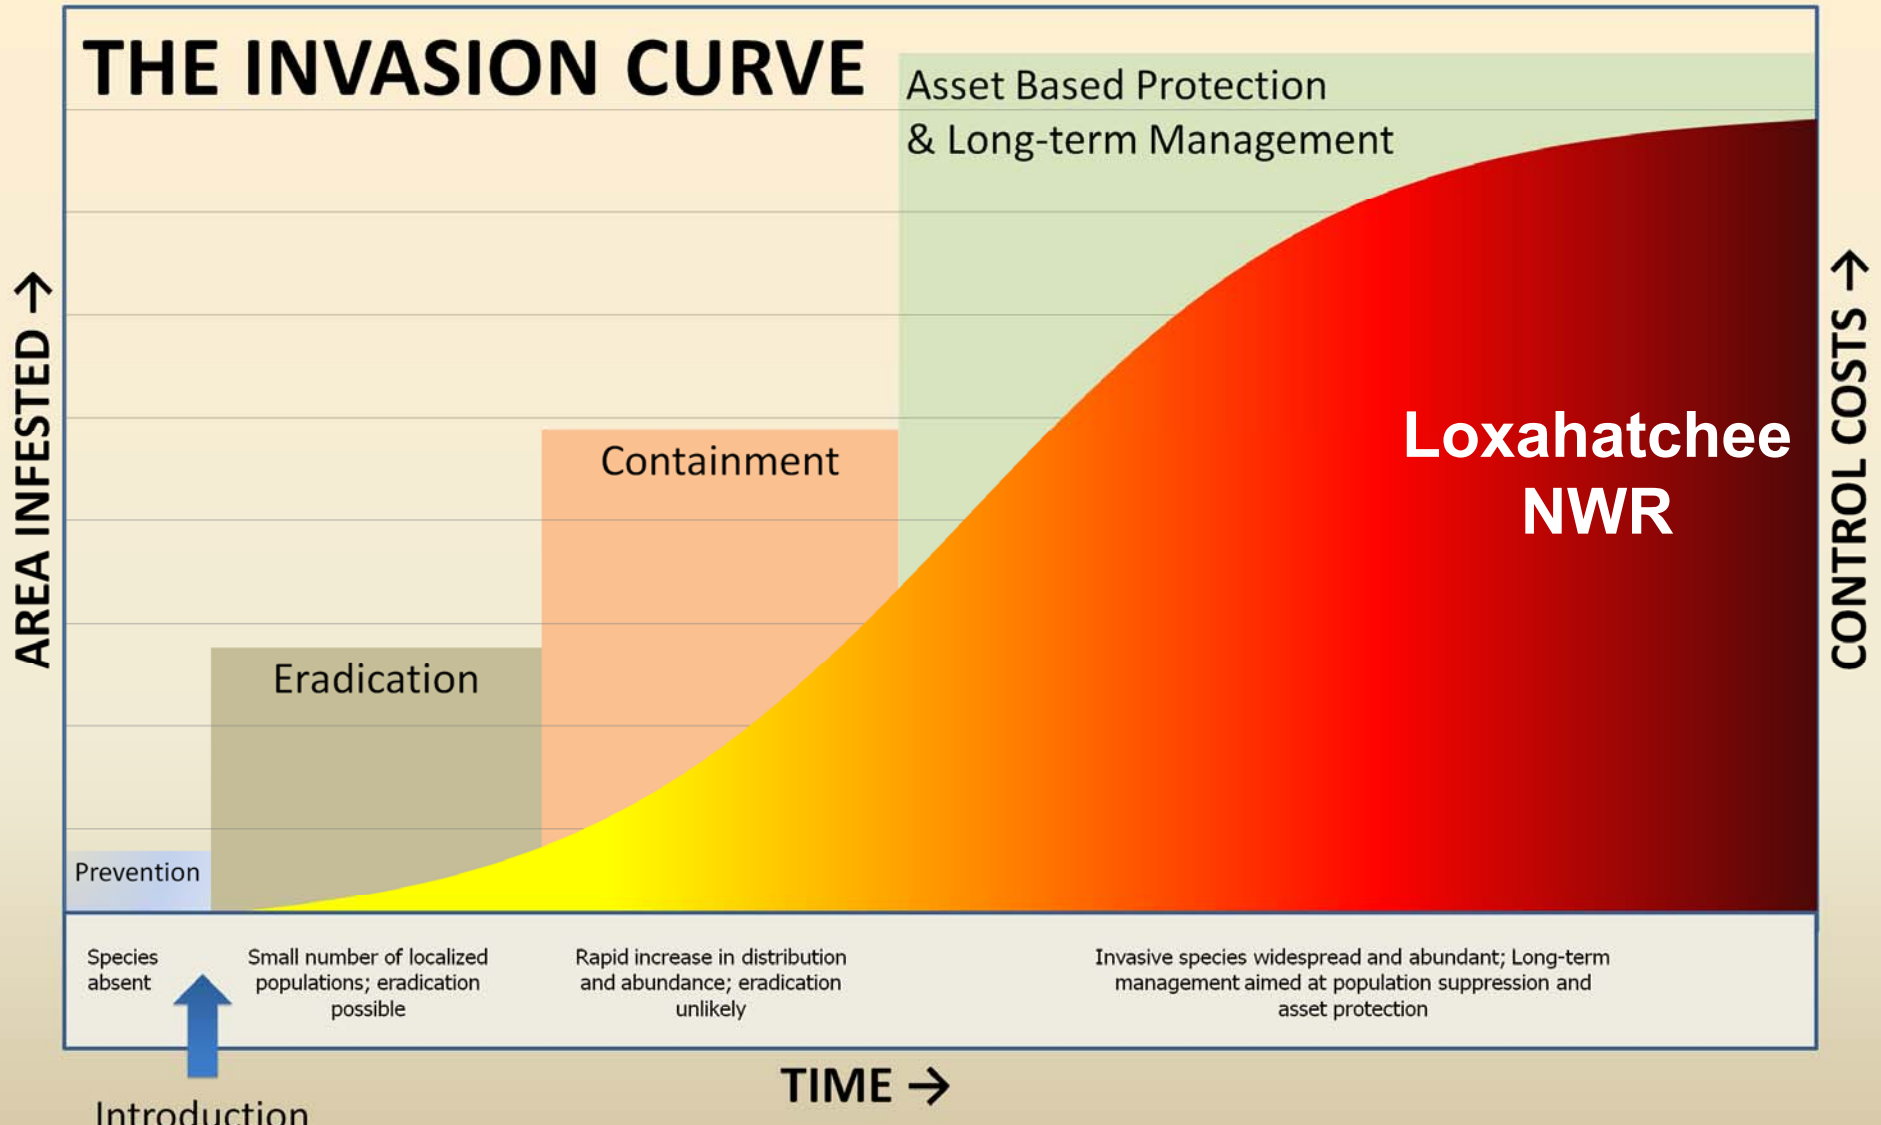 THE INVASION CURVE
Asset Based Protection
& Long-term Management
AREA INFESTED →
CONTROL COSTS →
Containment
Loxahatchee
NWR
Eradication
Prevention
Species
absent
Small number of localized
populations; eradication
possible
Rapid increase in distribution
and abundance; eradication
unlikely
Invasive species widespread and abundant; Long-term
management aimed at population suppression and
asset protection
TIME →
Introduction